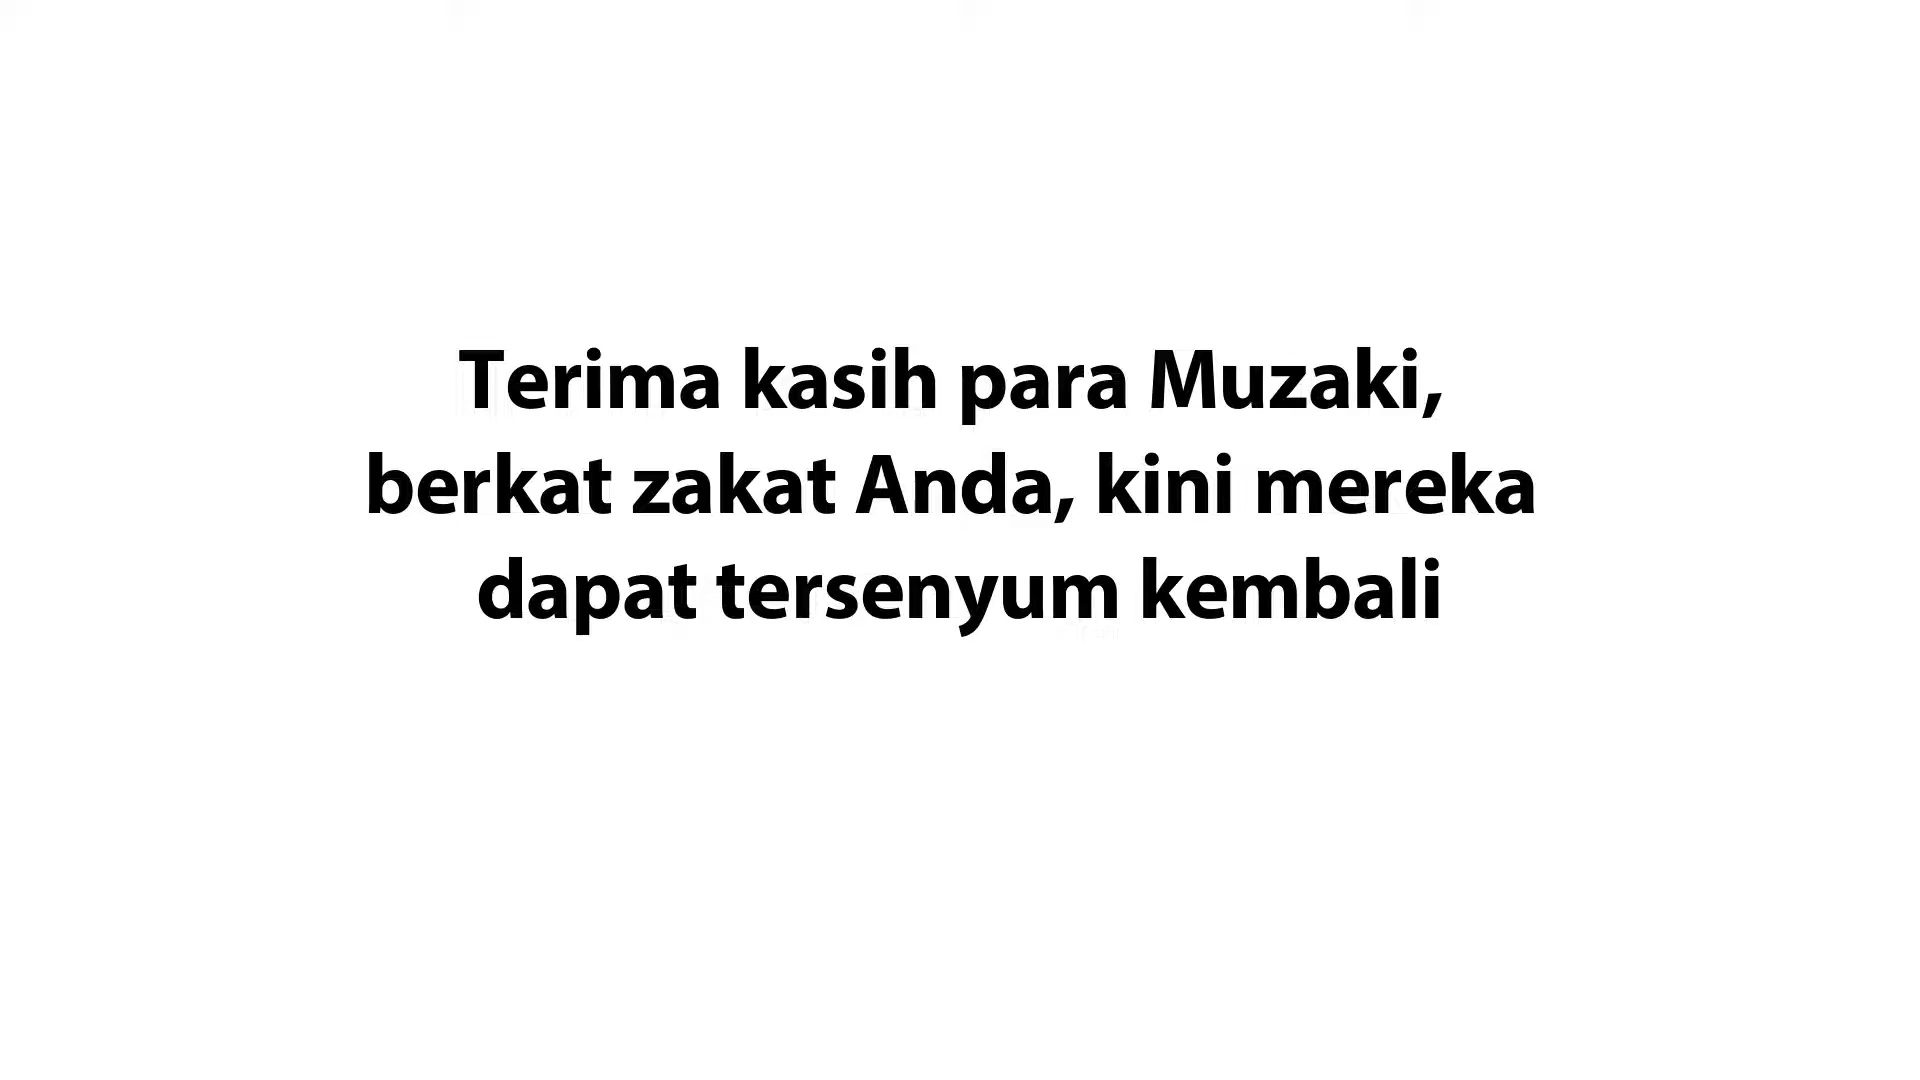 Terima kasih para Muzaki,
berkat zakat Anda, kini mereka
dapat tersenyum kembali